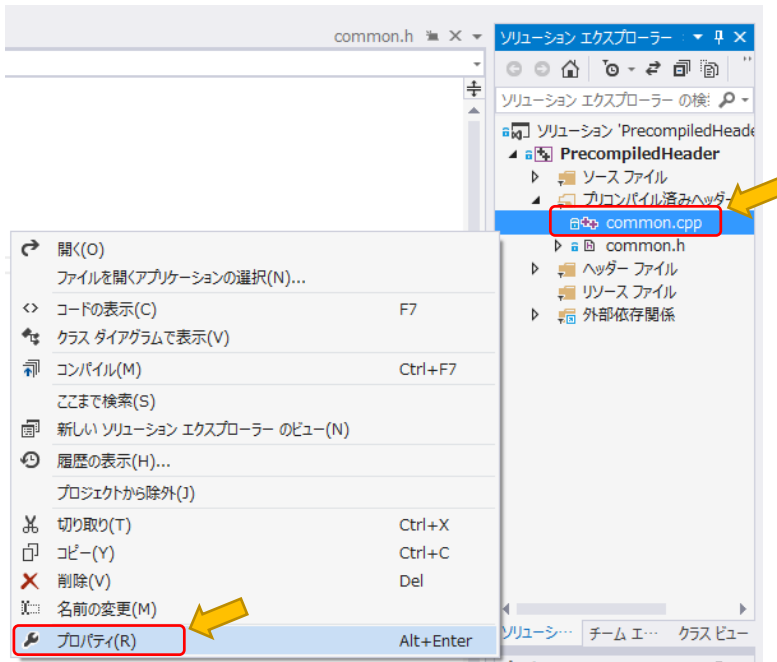 common.h
ソリューション エクスプローラー
ソリューション エクスプローラー の検
ソリューション 'PrecompiledHeade
PrecompiledHeader
ソース ファイル
プリコンパイル済みヘッダー
common.cpp
common.h
ヘッダー ファイル
リソース ファイル
外部依存関係
開く(O)
ファイルを開くアプリケーションの選択(N)...
コードの表示(C) F7
クラス ダイアグラムで表示(V)
コンパイル(M) Ctrl+F7
ここまで検索(S)
新しい ソリューション エクスプローラー のビュー(N)
履歴の表示(H)...
プロジェクトから除外(J)
切り取り(T) Ctrl+X
コピー(Y) Ctrl+C
削除(V) Del
名前の変更(M)
プロパティ(R) Alt+Enter
ソリューシ… チーム エ… クラス ビュー